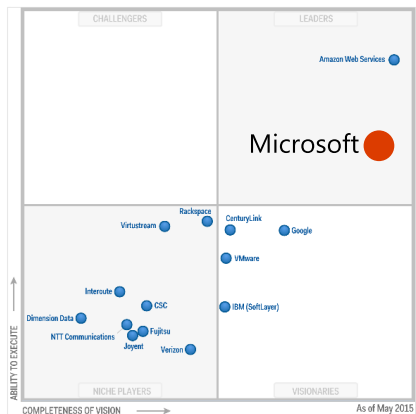 CHALLENGERS
LEADERS
Amazon Web Services
Microsoft
Rackspace
Virtustream
CenturyLink
Google
VMware
Interoute
CSC
IBM (SoftLayer)
Dimension Data
NTT Communications
Fujitsu
Joyent
Verizon
NICHE PLAYERS
VISIONARIES
ABILITY TO EXECUTE
COMPLETENESS OF VISION
As of May 2015